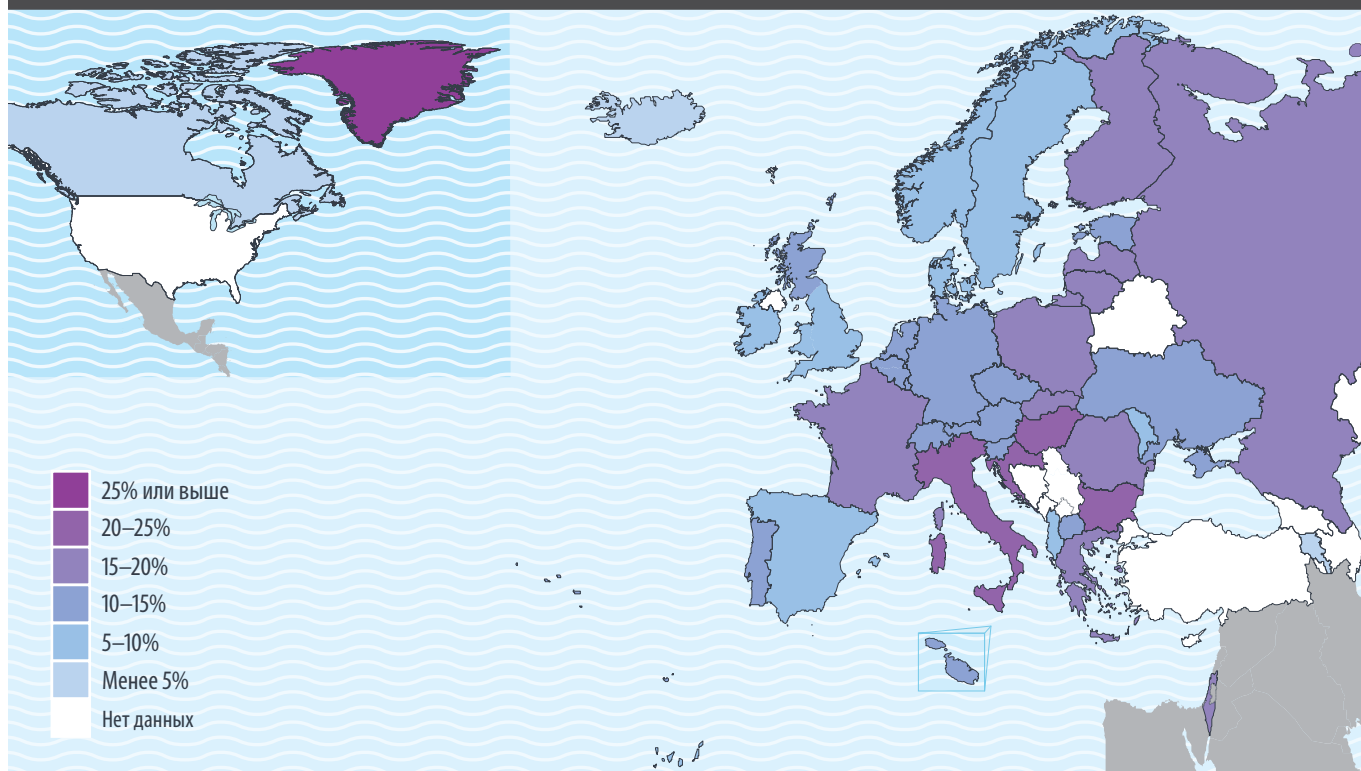 25% или выше
20–25%
15–20%
10–15%
5–10%
Менее 5%
Нет данных